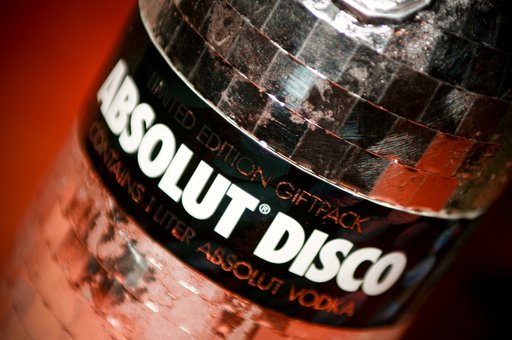 LIMITED EDITION GIFTPACK
ABSOLUT® DISCO
CONTAINS 1 LITER ABSOLUT VODKA